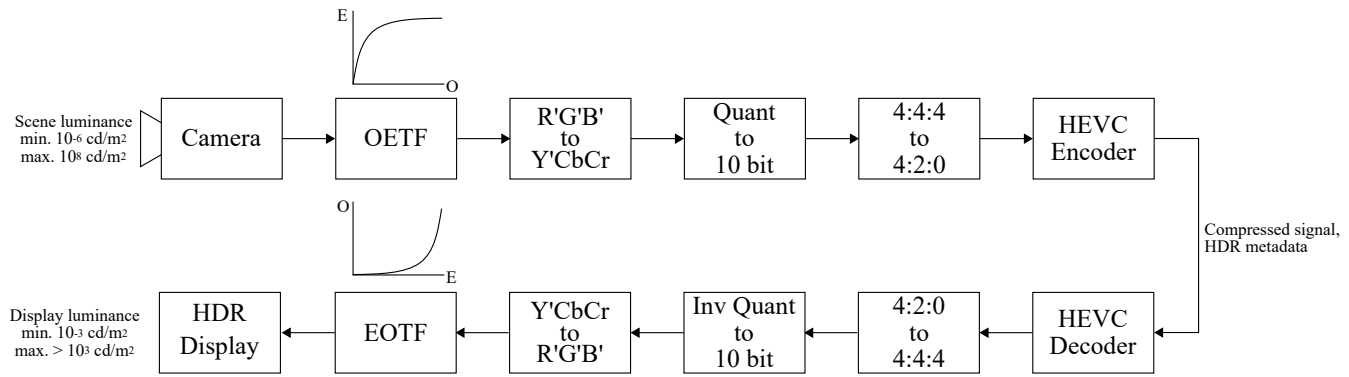 E
O
Scene luminance
min. 10-6 cd/m2
max. 108 cd/m2
Camera
OETF
R'G'B'
to
Y'CbCr
Quant
to
10 bit
4:4:4
to
4:2:0
HEVC
Encoder
Compressed signal,
HDR metadata
O
E
Display luminance
min. 10-3 cd/m2
max. > 103 cd/m2
HDR
Display
EOTF
Y'CbCr
to
R'G'B'
Inv Quant
to
10 bit
4:2:0
to
4:4:4
HEVC
Decoder